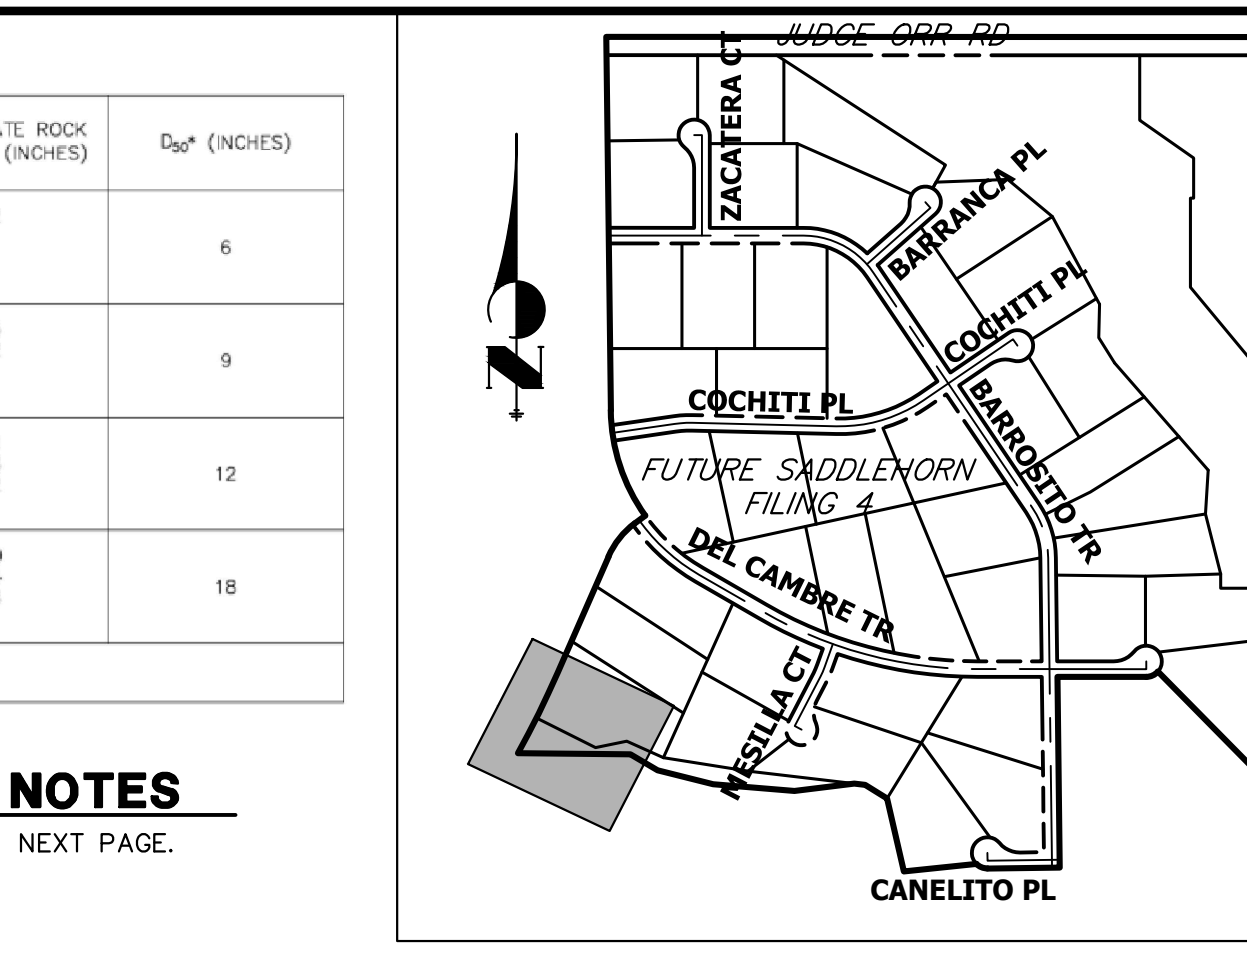 ROCK
(INCHES)
D50* (INCHES)
6
9
12
18
NOTES
NEXT PAGE.
JUDGE ORR RD
ZACATERA CT
BARRANCA PL
COCHITI PL
N
COCHITI PL
BARROSITO TR
FUTURE SADDLEHORN
FILING 4
DEL CAMBRE TR
MESILLA CT
CANELITO PL